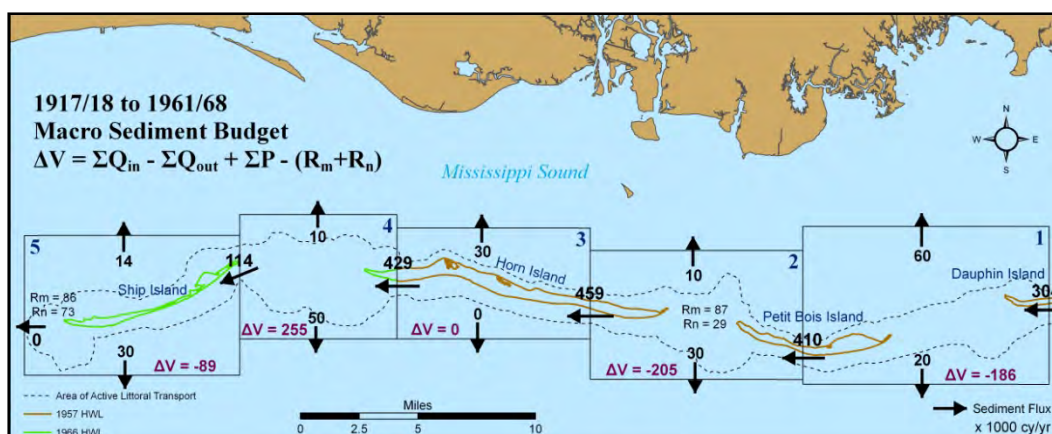 1917/18 to 1961/68
Macro Sediment Budget
ΔV = ΣQin - ΣQout + ΣP - (Rm+Rn)
Mississippi Sound
N
W
E
S
5
14
114
Ship Island
Rm = 86
Rn = 73
0
30
ΔV = -89
4
10
50
ΔV = 255
429
3
30
Horn Island
459
0
ΔV = 0
2
10
Rm = 87
Rn = 29
30
ΔV = -205
1
60
Dauphin Island
304
Petit Bois Island
410
20
ΔV = -186
Area of Active Littoral Transport
1957 HWL
1966 HWL
Miles
0 2.5 5 10
Sediment Flux
x 1000 cy/yr